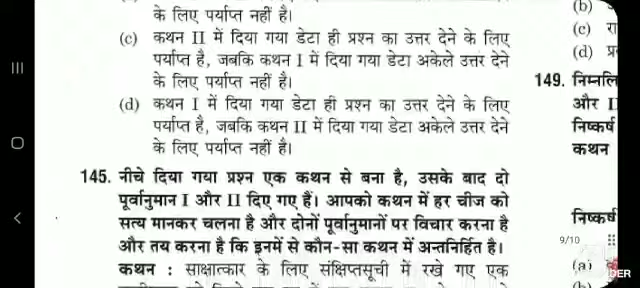 के लिए पर्याप्त नहीं है।
(c) कथन II में दिया गया डेटा ही प्रश्न का उत्तर देने के लिए
पर्याप्त है, जबकि कथन I में दिया गया डेटा अकेले उत्तर देने
के लिए पर्याप्त नहीं है।
(d) कथन I में दिया गया डेटा ही प्रश्न का उत्तर देने के लिए
पर्याप्त है, जबकि कथन II में दिया गया डेटा अकेले उत्तर देने
के लिए पर्याप्त नहीं है।
145. नीचे दिया गया प्रश्न एक कथन से बना है, उसके बाद दो
पूर्वानुमान I और II दिए गए हैं। आपको कथन में हर चीज को
सत्य मानकर चलना है और दोनों पूर्वानुमानों पर विचार करना है
और तय करना है कि इनमें से कौन-सा कथन में अन्तनिर्हित है।
कथन : साक्षात्कार के लिए संक्षिप्तसूची में रखे गए एक
(b)
(c) रा
(d) प्र
149. निम्नलि
और I
निष्कर्ष
कथन
निष्कर्ष
9/10
(a)
(b)
DER